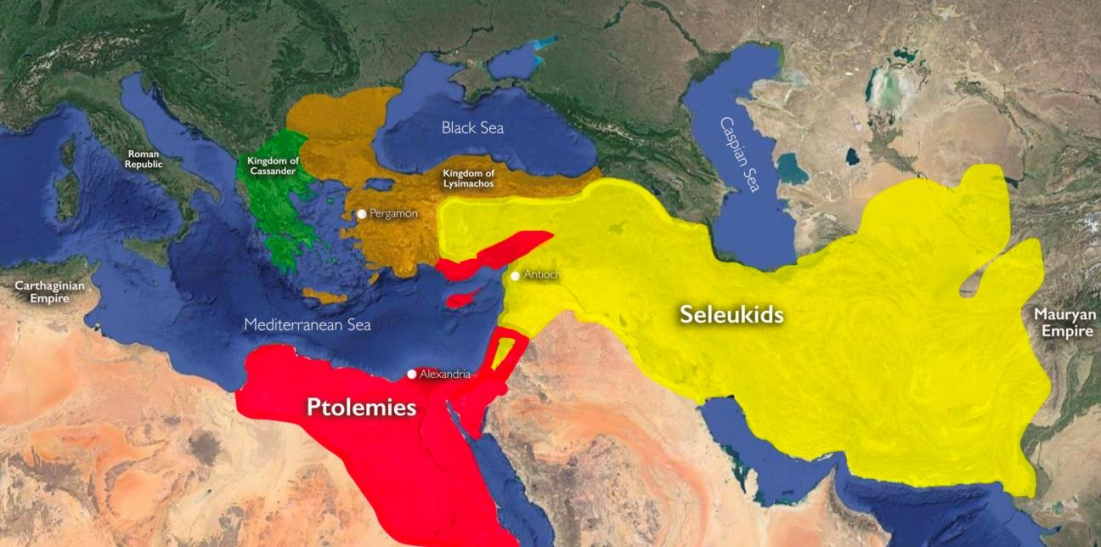 Black Sea
Caspian Sea
Roman
Republic
Kingdom of
Cassander
Kingdom of
Lysimachos
Pergamon
Antioch
Carthaginian
Empire
Mediterranean Sea
Seleukids
Mauryan
Empire
Alexandria
Ptolemies